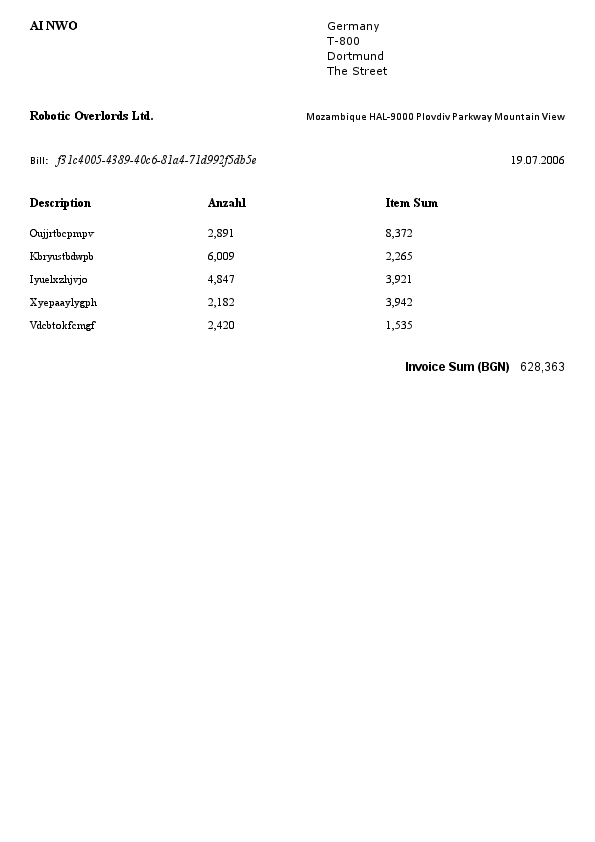 AI NWO
Germany
T-800
Dortmund
The Street
Robotic Overlords Ltd. Mozambique HAL-9000 Plovdiv Parkway Mountain View
Bill: f31c4005-4389-40c6-81a4-71d992f5db5e 19.07.2006
Description Anzahl Item Sum
Oujjrtbcpmpv 2,891 8,372
Kbryustbdwpb 6,009 2,265
Iyuelxzhjvjo 4,847 3,921
Xyepaaylygph 2,182 3,942
Vdcbtokfcmgf 2,420 1,535
Invoice Sum (BGN) 628,363